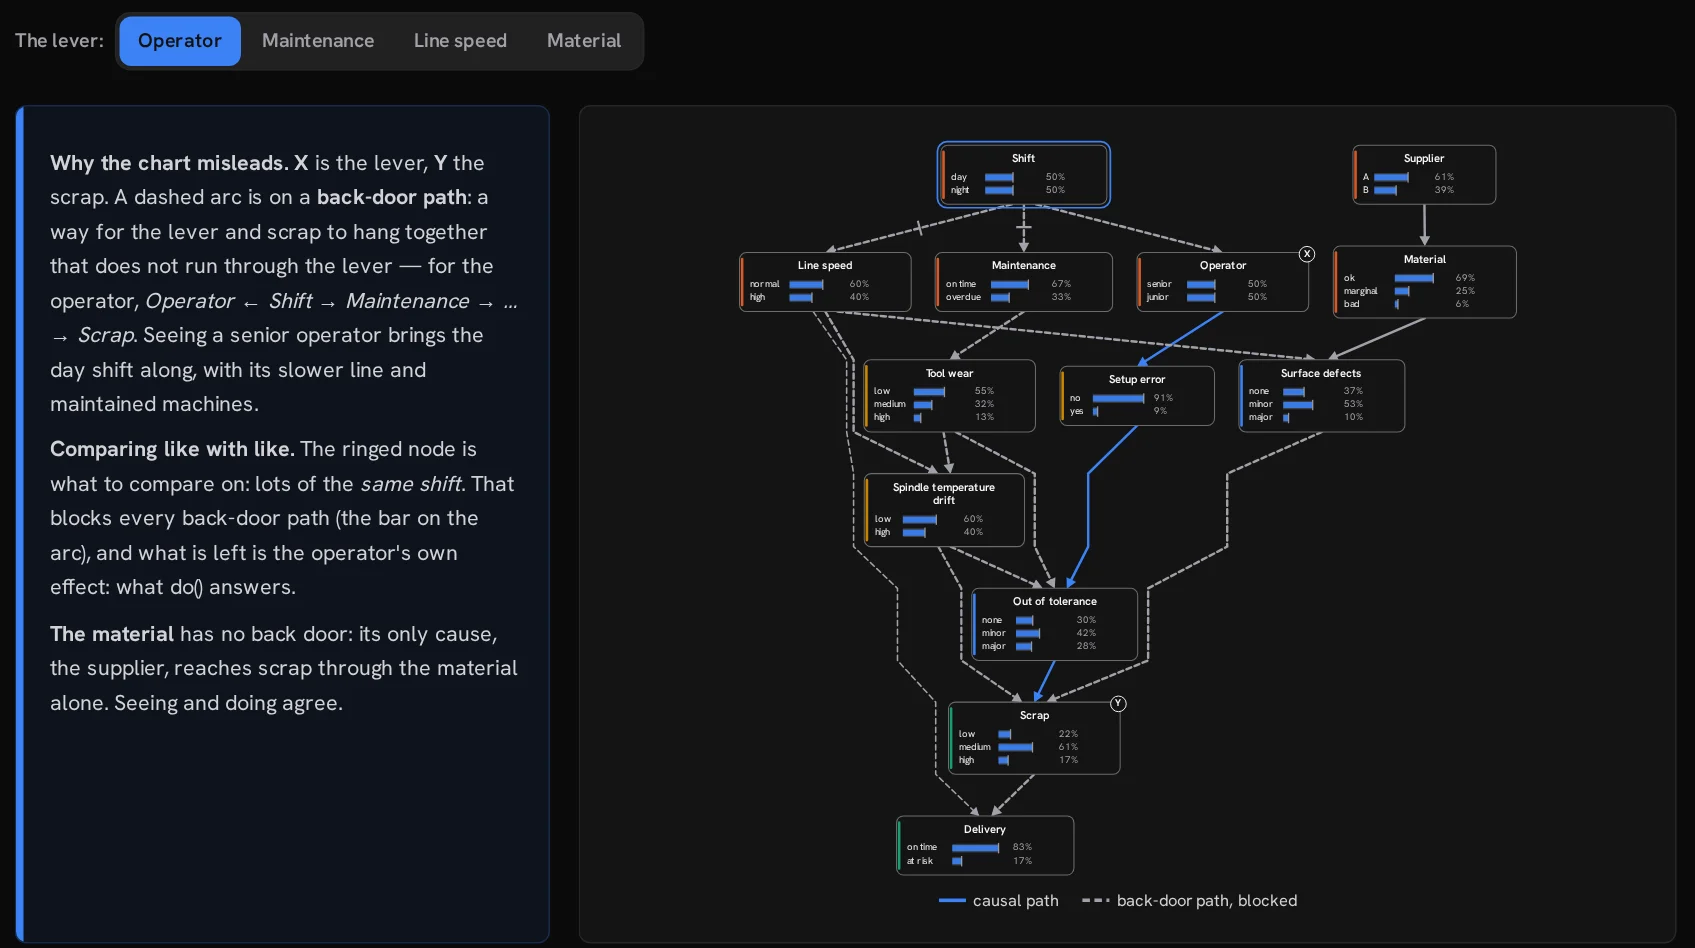 The lever: Operator Maintenance Line speed Material
Why the chart misleads. X is the lever, Y the
scrap. A dashed arc is on a back-door path: a
way for the lever and scrap to hang together
that does not run through the lever — for the
operator, Operator ← Shift → Maintenance → ...
→ Scrap. Seeing a senior operator brings the
day shift along, with its slower line and
maintained machines.
Comparing like with like. The ringed node is
what to compare on: lots of the same shift. That
blocks every back-door path (the bar on the
arc), and what is left is the operator's own
effect: what do() answers.
The material has no back door: its only cause,
the supplier, reaches scrap through the material
alone. Seeing and doing agree.
Shift
day 50%
night 50%
Supplier
A 61%
B 39%
Line speed
normal 60%
high 40%
Maintenance
on time 67%
overdue 33%
X
Operator
senior 50%
junior 50%
Material
ok 69%
marginal 25%
bad 6%
Tool wear
low 55%
medium 32%
high 13%
Setup error
no 91%
yes 9%
Surface defects
none 37%
minor 53%
major 10%
Spindle temperature
drift
low 60%
high 40%
Out of tolerance
none 30%
minor 42%
major 28%
Y
Scrap
low 22%
medium 61%
high 17%
Delivery
on time 83%
at risk 17%
causal path back-door path, blocked